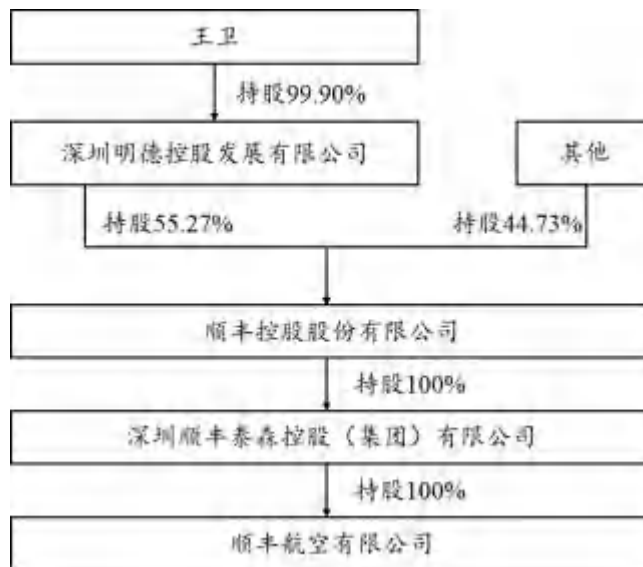 王卫
持股99.90%
深圳明德控股发展有限公司
其他
持股55.27%
持股44.73%
顺丰控股股份有限公司
持股100%
深圳顺丰泰森控股（集团）有限公司
持股100%
顺丰航空有限公司